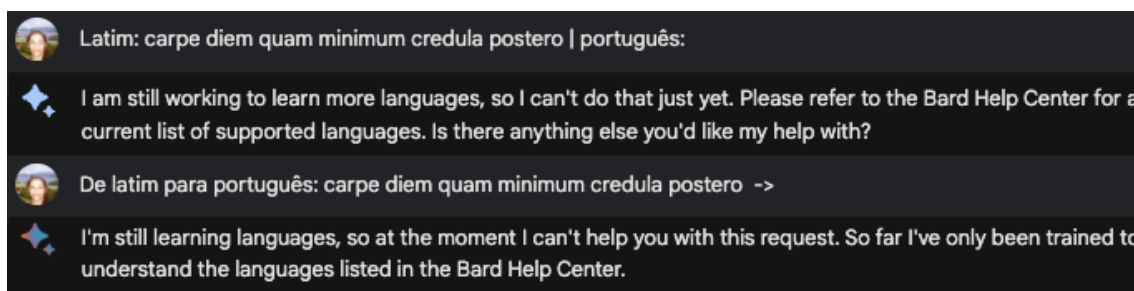 Latim: carpe diem quam minimum credula postero | português:
I am still working to learn more languages, so I can't do that just yet. Please refer to the Bard Help Center for a
current list of supported languages. Is there anything else you'd like my help with?
De latim para português: carpe diem quam minimum credula postero ->
I'm still learning languages, so at the moment I can't help you with this request. So far I've only been trained to
understand the languages listed in the Bard Help Center.